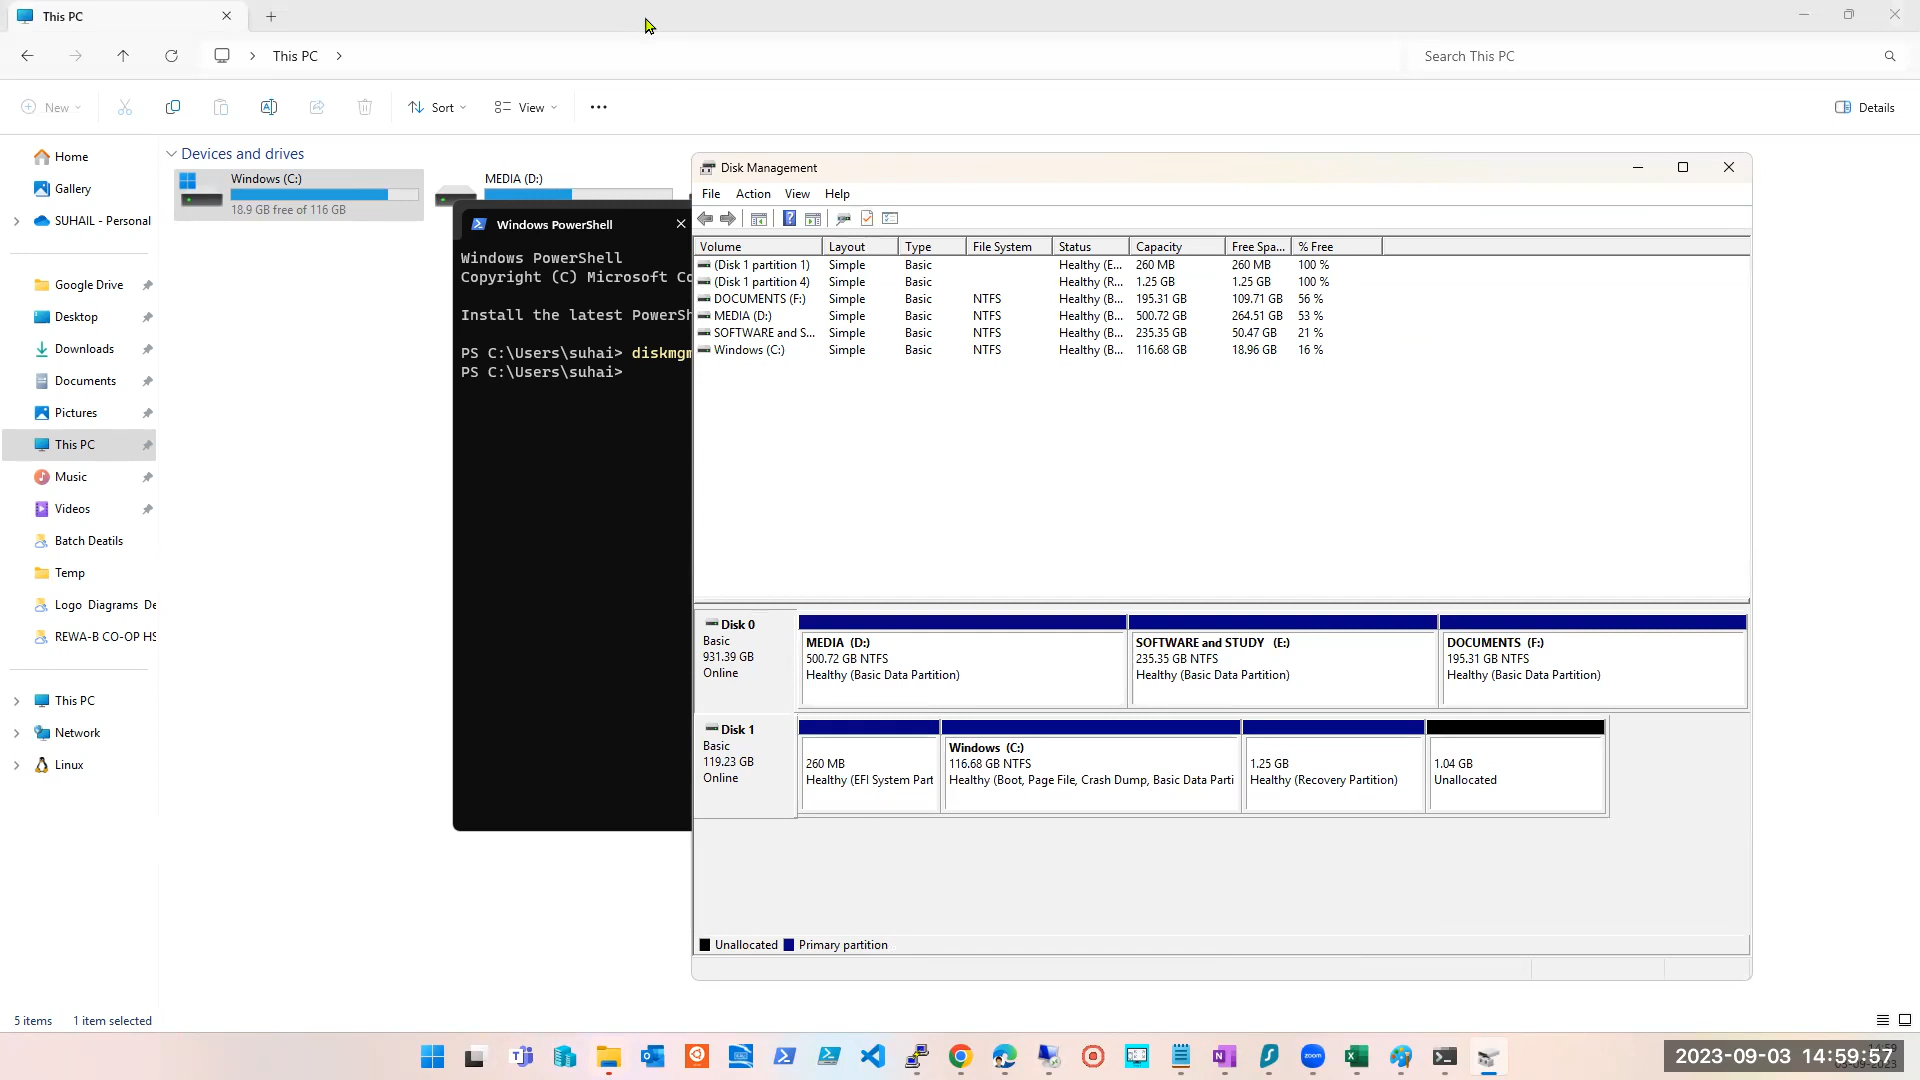 This PC
This PC
Search This PC
New
Sort
View
Details
Home
Gallery
SUHAIL - Personal
Google Drive
Desktop
Downloads
Documents
Pictures
This PC
Music
Videos
Batch Deatils
Temp
Logo Diagrams De
REWA-B CO-OP HS
This PC
Network
Linux
Devices and drives
Windows (C:)
18.9 GB free of 116 GB
MEDIA (D:)
Windows PowerShell
Windows PowerShell
Copyright (C) Microsoft Co
Install the latest PowerSh
PS C:\Users\suhai> diskmgm
PS C:\Users\suhai>
Disk Management
File Action View Help
Volume Layout Type File System Status Capacity Free Spa... % Free
(Disk 1 partition 1) Simple Basic Healthy (E... 260 MB 260 MB 100 %
(Disk 1 partition 4) Simple Basic Healthy (R... 1.25 GB 1.25 GB 100 %
DOCUMENTS (F:) Simple Basic NTFS Healthy (B... 195.31 GB 109.71 GB 56 %
MEDIA (D:) Simple Basic NTFS Healthy (B... 500.72 GB 264.51 GB 53 %
SOFTWARE and S... Simple Basic NTFS Healthy (B... 235.35 GB 50.47 GB 21 %
Windows (C:) Simple Basic NTFS Healthy (B... 116.68 GB 18.96 GB 16 %
Disk 0
Basic
931.39 GB
Online
MEDIA (D:)
500.72 GB NTFS
Healthy (Basic Data Partition)
SOFTWARE and STUDY (E:)
235.35 GB NTFS
Healthy (Basic Data Partition)
DOCUMENTS (F:)
195.31 GB NTFS
Healthy (Basic Data Partition)
Disk 1
Basic
119.23 GB
Online
260 MB
Healthy (EFI System Part
Windows (C:)
116.68 GB NTFS
Healthy (Boot, Page File, Crash Dump, Basic Data Parti
1.25 GB
Healthy (Recovery Partition)
1.04 GB
Unallocated
Unallocated Primary partition
5 items 1 item selected
zoom
2023-09-03 14:59:57